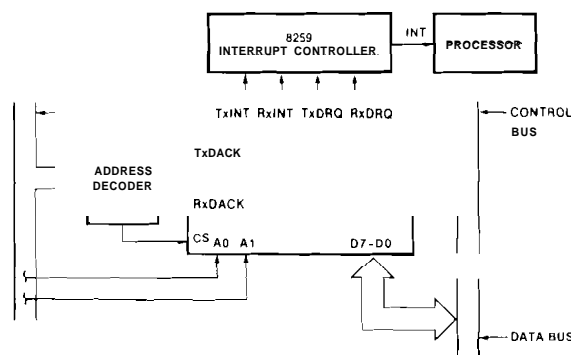 8259
INTERRUPT CONTROLLER
INT
PROCESSOR
TxINT RxINT TxDRQ RxDRQ
CONTROL
BUS
TxDACK
ADDRESS
DECODER
RxDACK
CS A0 A1 D7-D0
DATA BUS